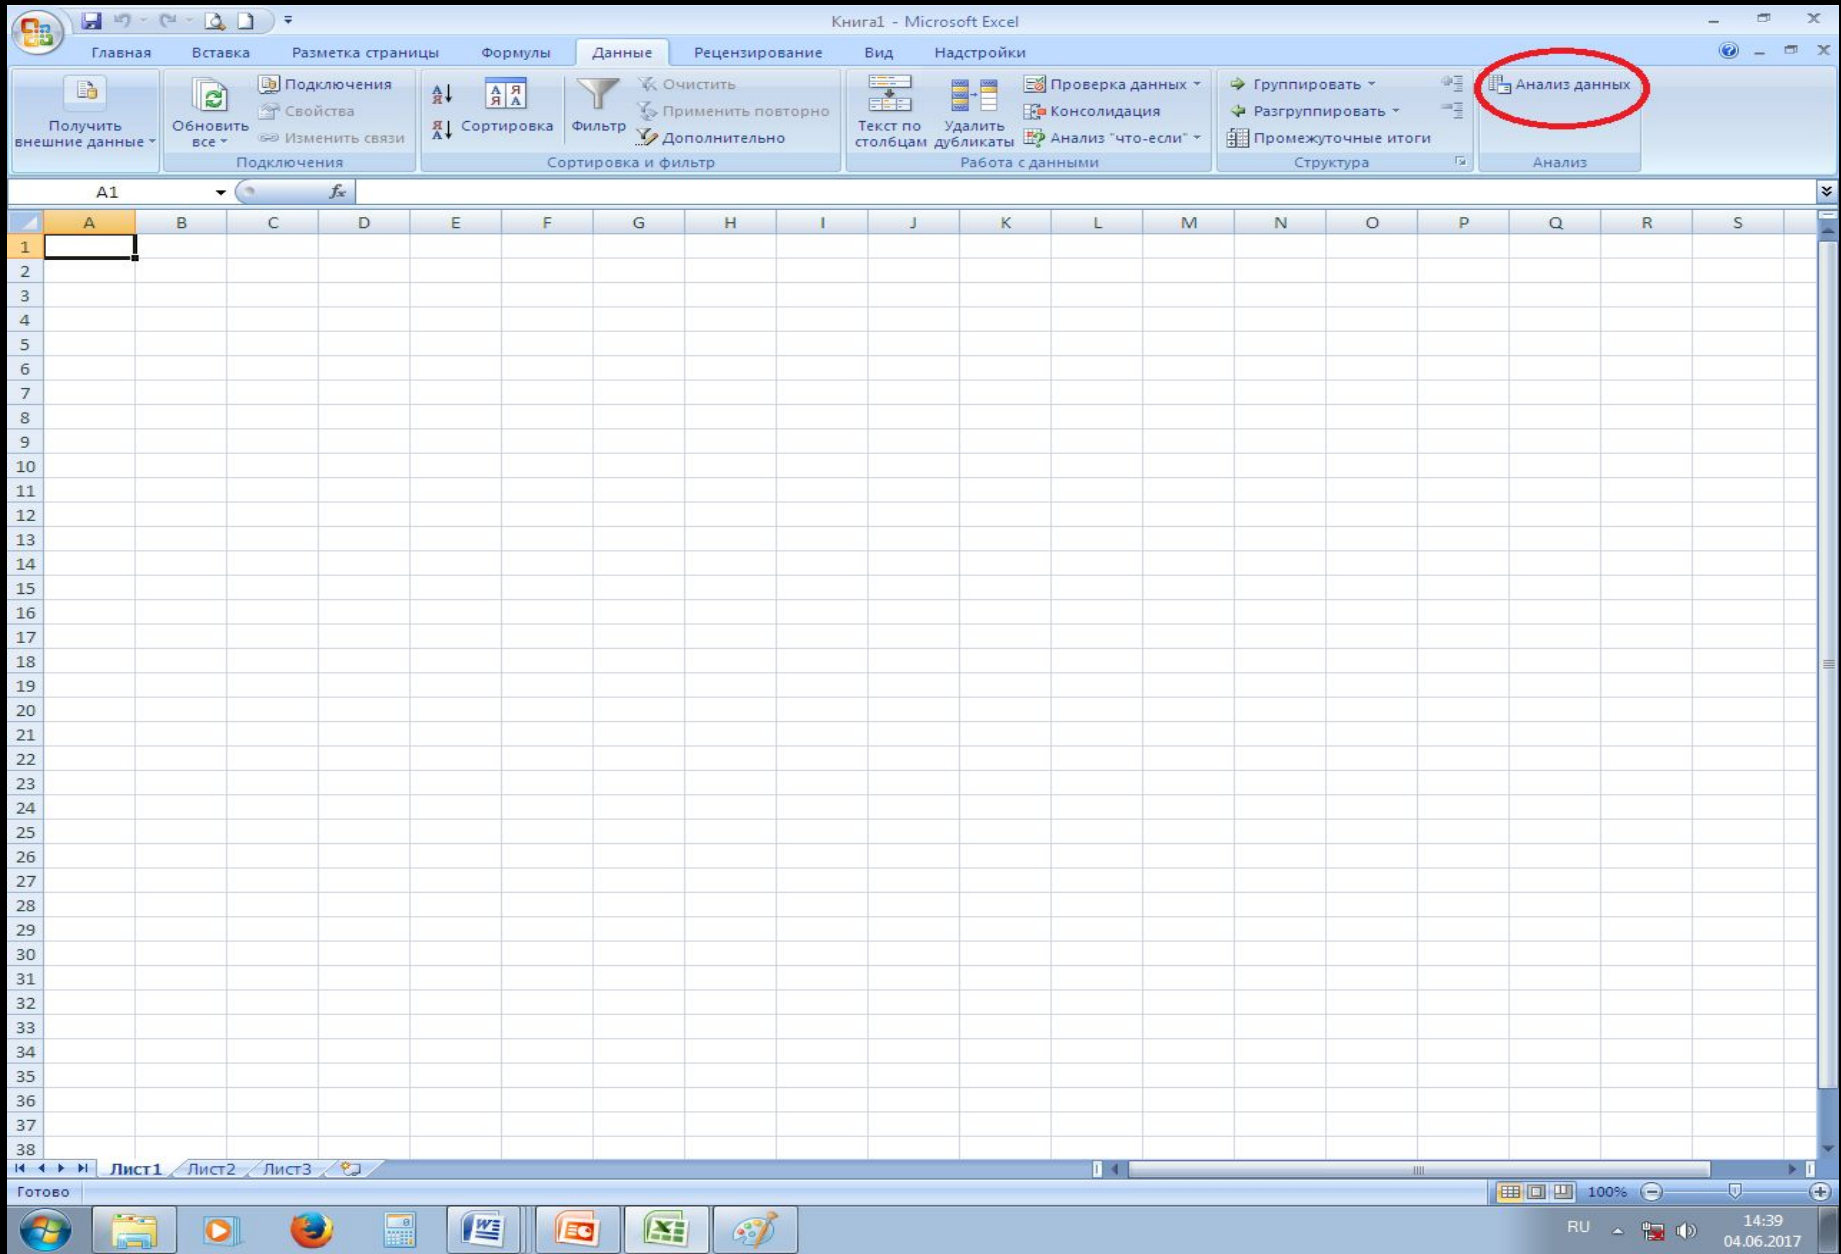 Книга1 - Microsoft Excel
Главная Вставка Разметка страницы Формулы Данные Рецензирование Вид Надстройки
Получить внешние данные
Обновить все
Подключения
Свойства
Изменить связи
Подключения
А Я
Я А
Сортировка
Фильтр
Очистить
Применить повторно
Дополнительно
Сортировка и фильтр
Текст по столбцам
Удалить дубликаты
Проверка данных
Консолидация
Анализ "что-если"
Работа с данными
Группировать
Разгруппировать
Промежуточные итоги
Структура
Анализ данных
Анализ
A1 fx
A B C D E F G H I J K L M N O P Q R S
1
2
3
4
5
6
7
8
9
10
11
12
13
14
15
16
17
18
19
20
21
22
23
24
25
26
27
28
29
30
31
32
33
34
35
36
37
38
Лист1 Лист2 Лист3
Готово 100%
RU 14:39
04.06.2017